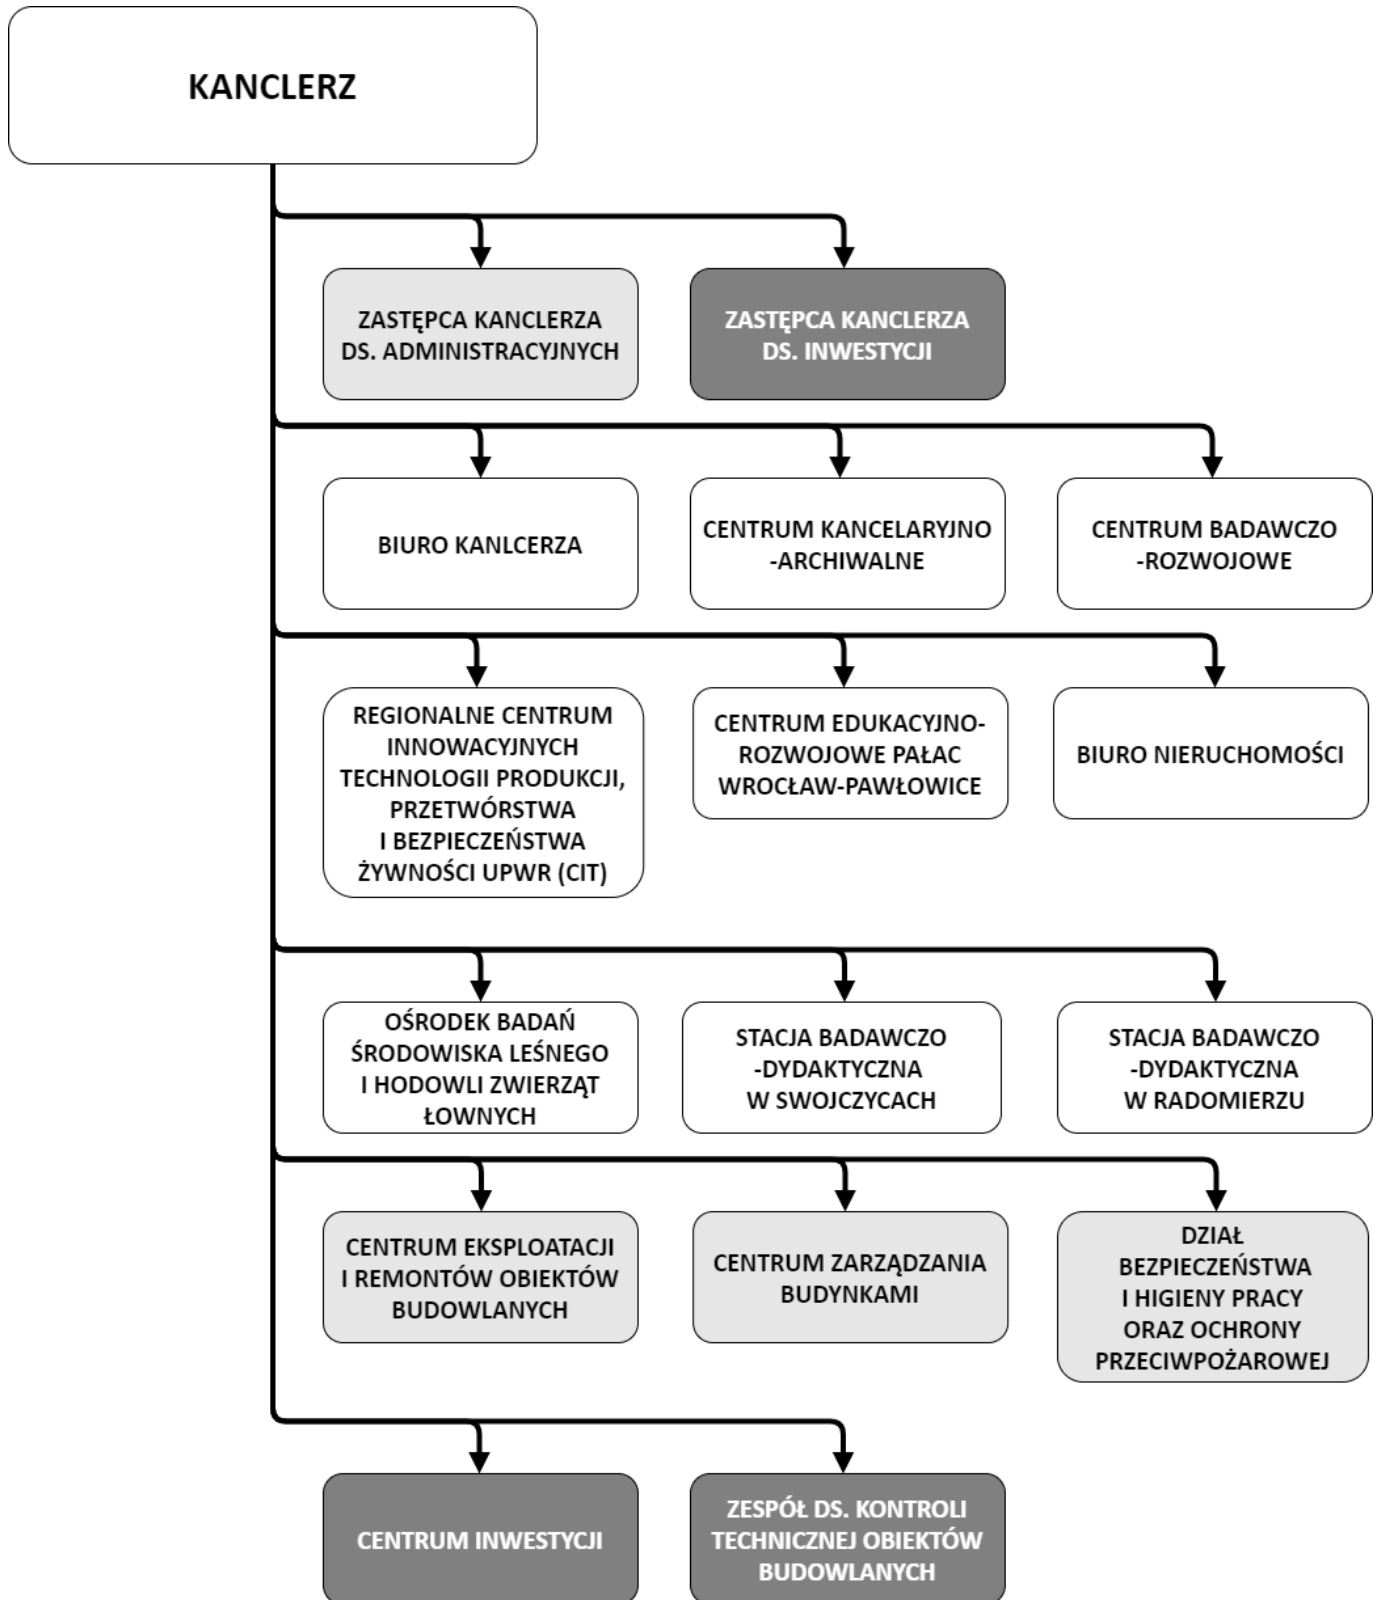 KANCLERZ
ZASTĘPCA KANCLERZA
DS. ADMINISTRACYJNYCH
ZASTĘPCA KANCLERZA
DS. INWESTYCJI
BIURO KANLCERZA
CENTRUM KANCELARYJNO
-ARCHIWALNE
CENTRUM BADAWCZO
-ROZWOJOWE
REGIONALNE CENTRUM
INNOWACYJNYCH
TECHNOLOGII PRODUKCJI,
PRZETWÓRSTWA
I BEZPIECZEŃSTWA
ŻYWNOŚCI UPWR (CIT)
CENTRUM EDUKACYJNO-
ROZWOJOWE PAŁAC
WROCŁAW-PAWŁOWICE
BIURO NIERUCHOMOŚCI
OŚRODEK BADAŃ
ŚRODOWISKA LEŚNEGO
I HODOWLI ZWIERZĄT
ŁOWNYCH
STACJA BADAWCZO
-DYDAKTYCZNA
W SWOJCZYCACH
STACJA BADAWCZO
-DYDAKTYCZNA
W RADOMIERZU
CENTRUM EKSPLOATACJI
I REMONTÓW OBIEKTÓW
BUDOWLANYCH
CENTRUM ZARZĄDZANIA
BUDYNKAMI
DZIAŁ
BEZPIECZEŃSTWA
I HIGIENY PRACY
ORAZ OCHRONY
PRZECIWPOŻAROWEJ
CENTRUM INWESTYCJI
ZESPÓŁ DS. KONTROLI
TECHNICZNEJ OBIEKTÓW
BUDOWLANYCH